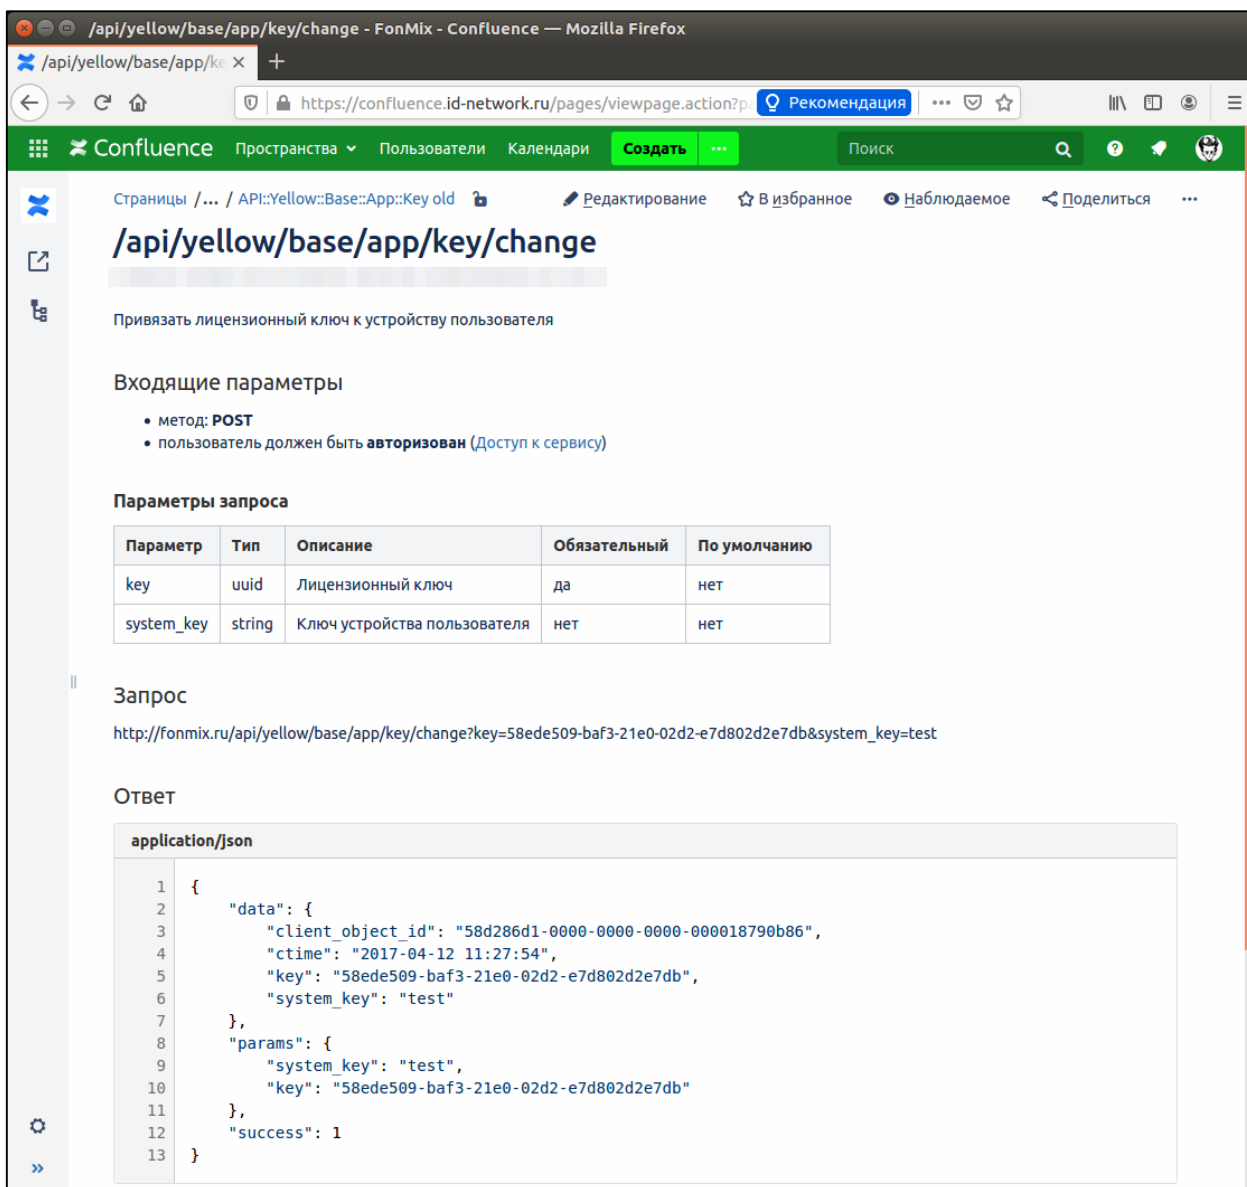 /api/yellow/base/app/key/change - FonMix - Confluence — Mozilla Firefox
/api/yellow/base/app/ke
https://confluence.id-network.ru/pages/viewpage.action?p Рекомендация
Confluence Пространства Пользователи Календари Создать ... Поиск
Страницы /... / API::Yellow::Base::App::Key old Редактирование В избранное Наблюдаемое Поделиться ...
/api/yellow/base/app/key/change
Привязать лицензионный ключ к устройству пользователя
Входящие параметры
• метод: POST
• пользователь должен быть авторизован (Доступ к сервису)
Параметры запроса
Параметр Тип Описание Обязательный По умолчанию
key uuid Лицензионный ключ да нет
system_key string Ключ устройства пользователя нет нет
Запрос
http://fonmix.ru/api/yellow/base/app/key/change?key=58ede509-baf3-21e0-02d2-e7d802d2e7db&system_key=test
Ответ
application/json
1 {
2 "data": {
3 "client_object_id": "58d286d1-0000-0000-0000-000018790b86",
4 "ctime": "2017-04-12 11:27:54",
5 "key": "58ede509-baf3-21e0-02d2-e7d802d2e7db",
6 "system_key": "test"
7 },
8 "params": {
9 "system_key": "test",
10 "key": "58ede509-baf3-21e0-02d2-e7d802d2e7db"
11 },
12 "success": 1
13 }